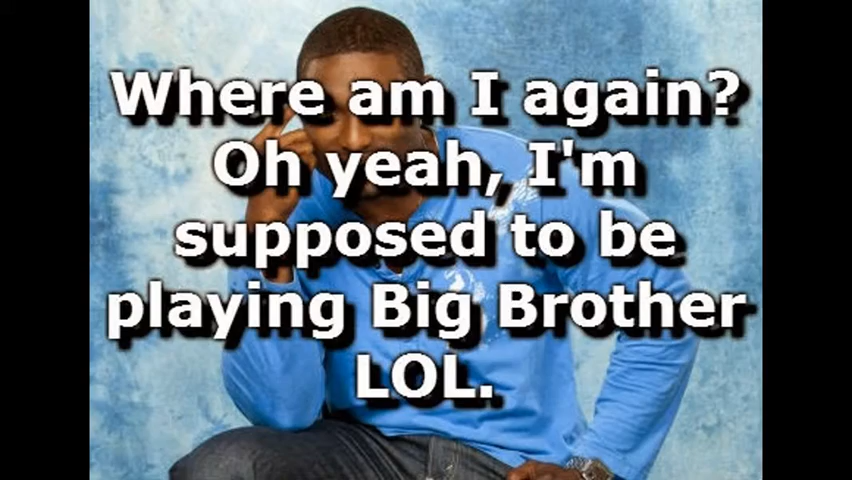 Where am I again?
Oh yeah, I'm
supposed to be
playing Big Brother
LOL.